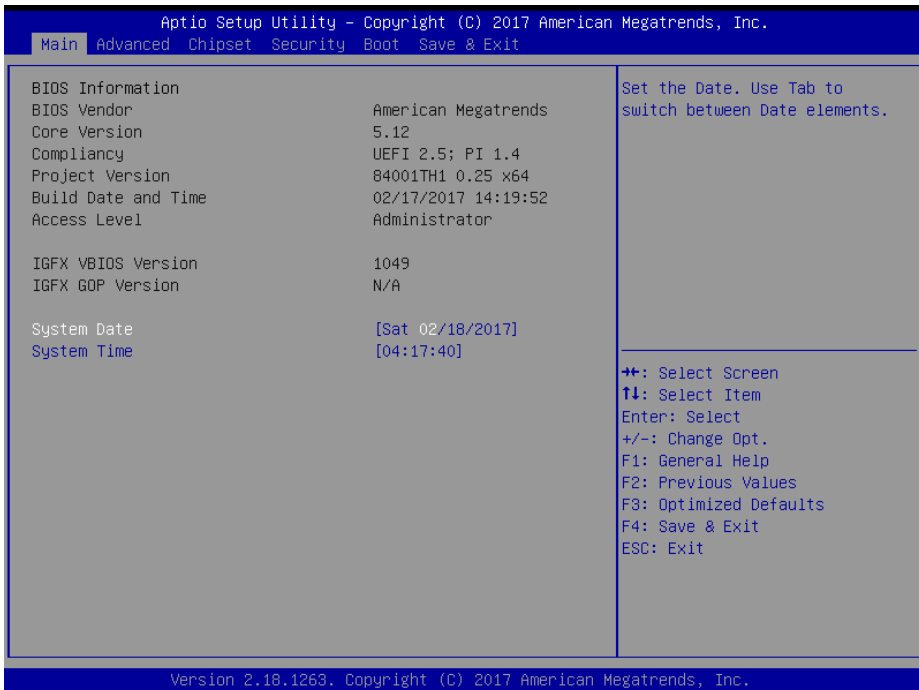 Aptio Setup Utility – Copyright (C) 2017 American Megatrends, Inc.
Main Advanced Chipset Security Boot Save & Exit
BIOS Information
BIOS Vendor American Megatrends
Core Version 5.12
Compliancy UEFI 2.5; PI 1.4
Project Version 84001TH1 0.25 x64
Build Date and Time 02/17/2017 14:19:52
Access Level Administrator
IGFX VBIOS Version 1049
IGFX GOP Version N/A
System Date [Sat 02/18/2017]
System Time [04:17:40]
Set the Date. Use Tab to
switch between Date elements.
→←: Select Screen
↑↓: Select Item
Enter: Select
+/-: Change Opt.
F1: General Help
F2: Previous Values
F3: Optimized Defaults
F4: Save & Exit
ESC: Exit
Version 2.18.1263. Copyright (C) 2017 American Megatrends, Inc.